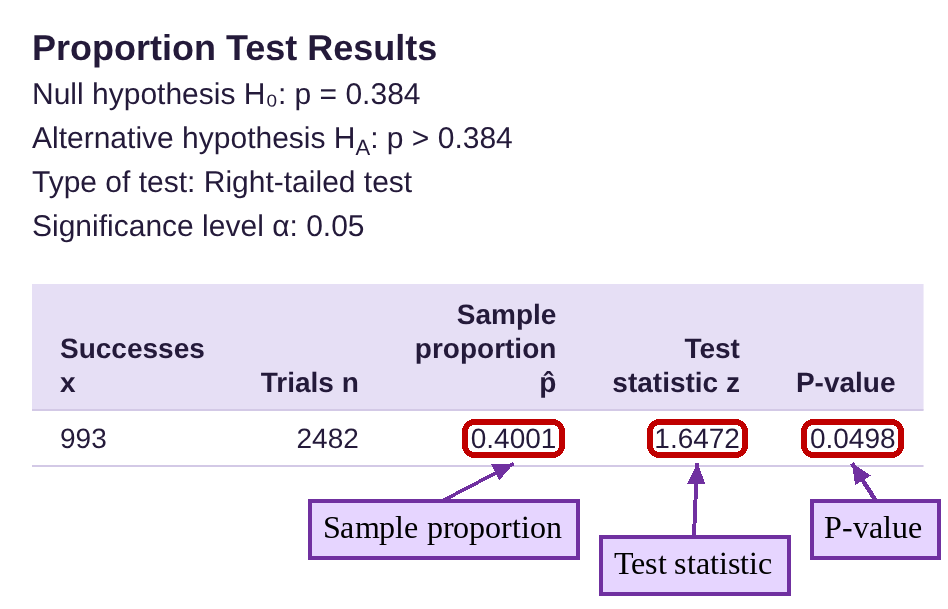 Proportion Test Results
Null hypothesis H₀: p = 0.384
Alternative hypothesis H_A: p > 0.384
Type of test: Right-tailed test
Significance level α: 0.05
Sample
Successes proportion Test
x Trials n p̂ statistic z P-value
993 2482 0.4001 1.6472 0.0498
Sample proportion
P-value
Test statistic